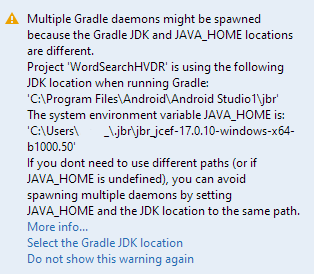 Multiple Gradle daemons might be spawned
because the Gradle JDK and JAVA_HOME locations
are different.
Project 'WordSearchHVDR' is using the following
JDK location when running Gradle:
'C:\Program Files\Android\Android Studio1\jbr'
The system environment variable JAVA_HOME is:
'C:\Users\ _\.jbr\jbr_jcef-17.0.10-windows-x64-
b1000.50'
If you dont need to use different paths (or if
JAVA_HOME is undefined), you can avoid
spawning multiple daemons by setting
JAVA_HOME and the JDK location to the same path.
More info...
Select the Gradle JDK location
Do not show this warning again